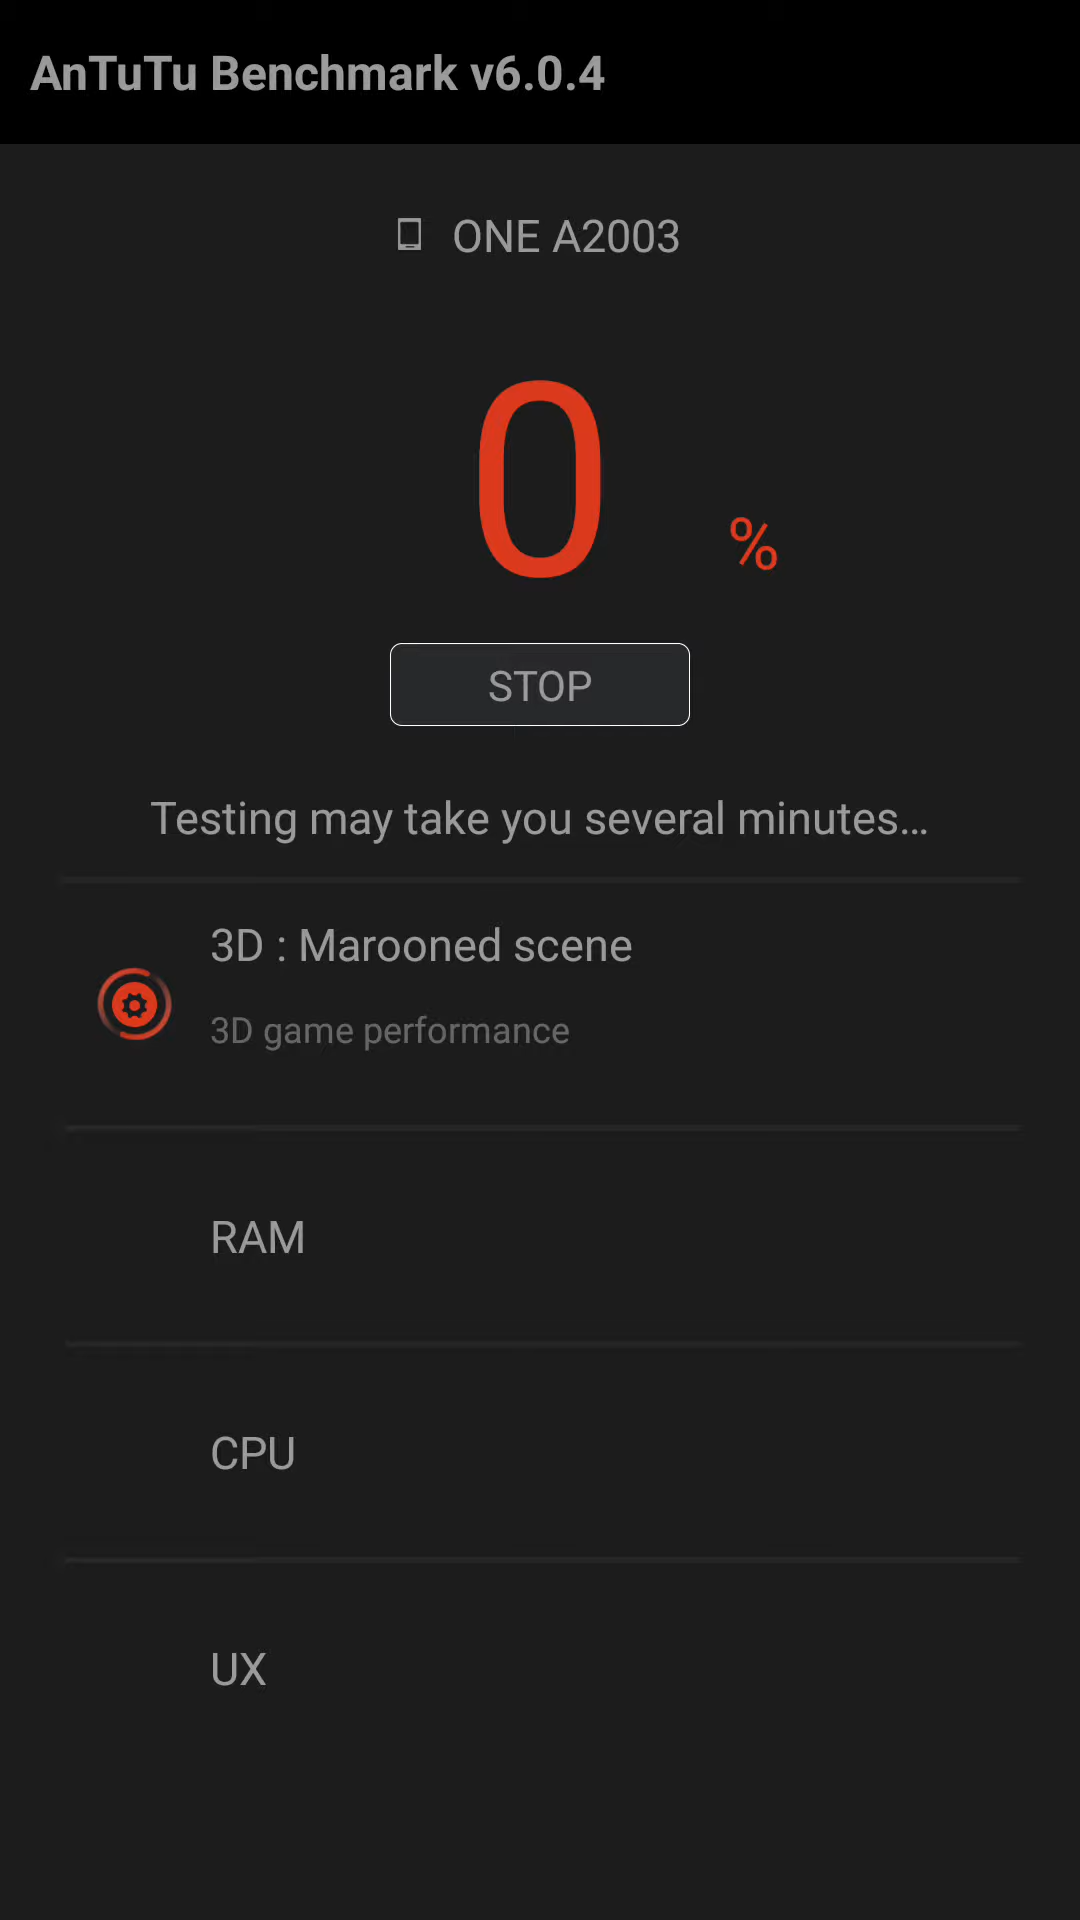 AnTuTu Benchmark v6.0.4
ONE A2003
0 %
STOP
Testing may take you several minutes...
3D : Marooned scene
3D game performance
RAM
CPU
UX